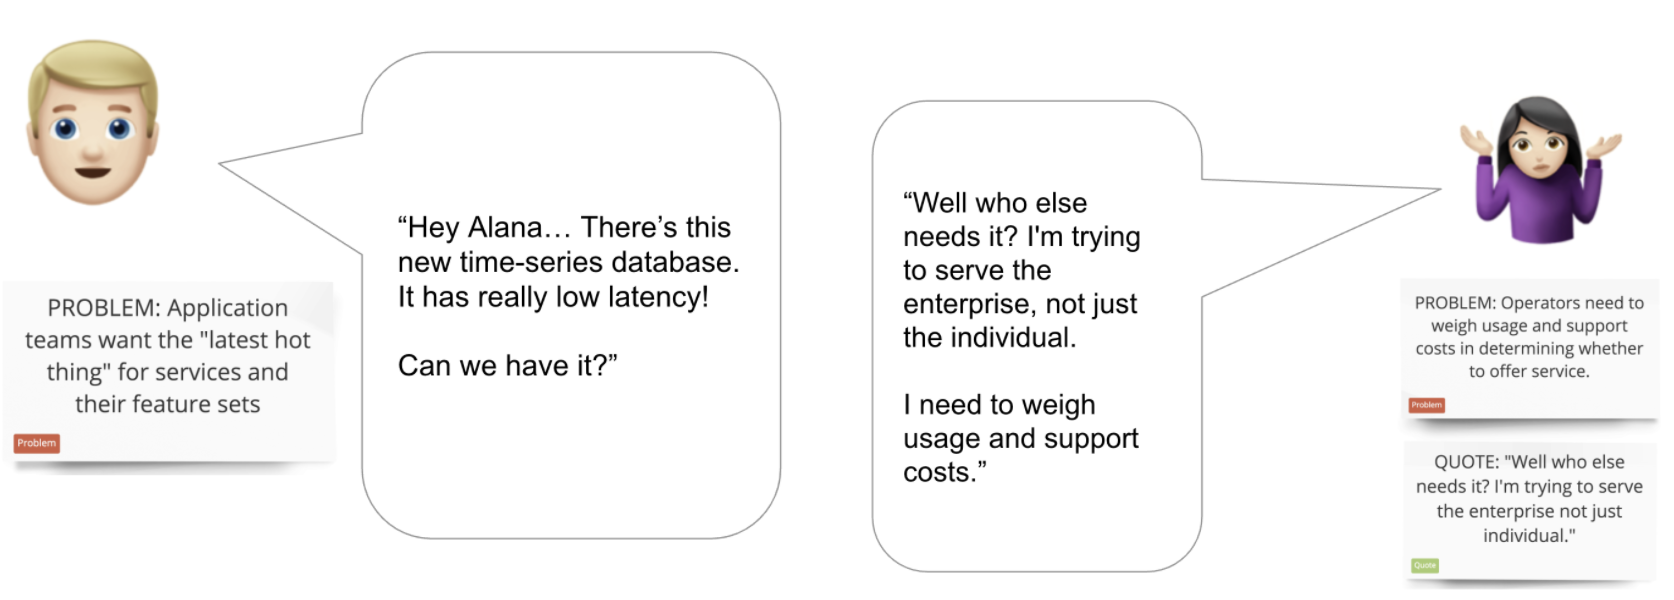 “Hey Alana… There’s this
new time-series database.
It has really low latency!
Can we have it?”
PROBLEM: Application
teams want the "latest hot
thing" for services and
their feature sets
Problem
“Well who else
needs it? I'm trying
to serve the
enterprise, not just
the individual.
I need to weigh
usage and support
costs.”
PROBLEM: Operators need to
weigh usage and support
costs in determining whether
to offer service.
Problem
QUOTE: "Well who else
needs it? I'm trying to serve
the enterprise not just
individual."
Quote